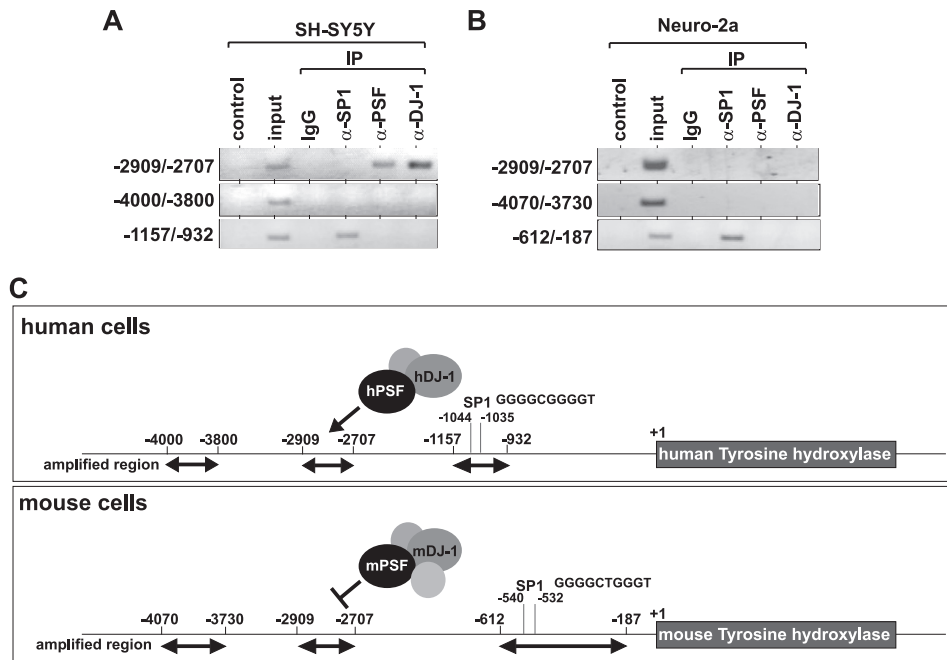 A
SH-SY5Y
IP
control input IgG α-SP1 α-PSF α-DJ-1
-2909/-2707
-4000/-3800
-1157/-932
B
Neuro-2a
IP
control input IgG α-SP1 α-PSF α-DJ-1
-2909/-2707
-4070/-3730
-612/-187
C
human cells
hPSF hDJ-1
SP1 GGGGCGGGGT
-1044 -1035
-4000 -3800 -2909 -2707 -1157 -932 +1
human Tyrosine hydroxylase
amplified region
mouse cells
mPSF mDJ-1
SP1 GGGGCTGGGT
-540 -532
-4070 -3730 -2909 -2707 -612 -187 +1
mouse Tyrosine hydroxylase
amplified region